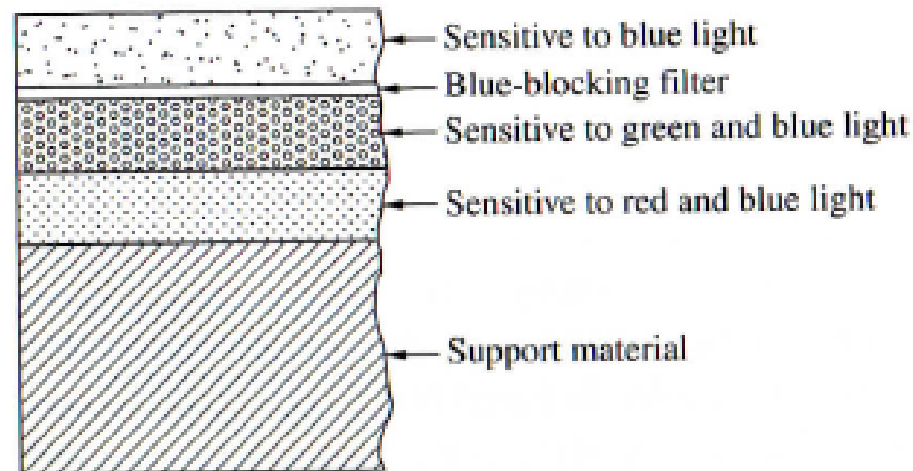 Sensitive to blue light
Blue-blocking filter
Sensitive to green and blue light
Sensitive to red and blue light
Support material